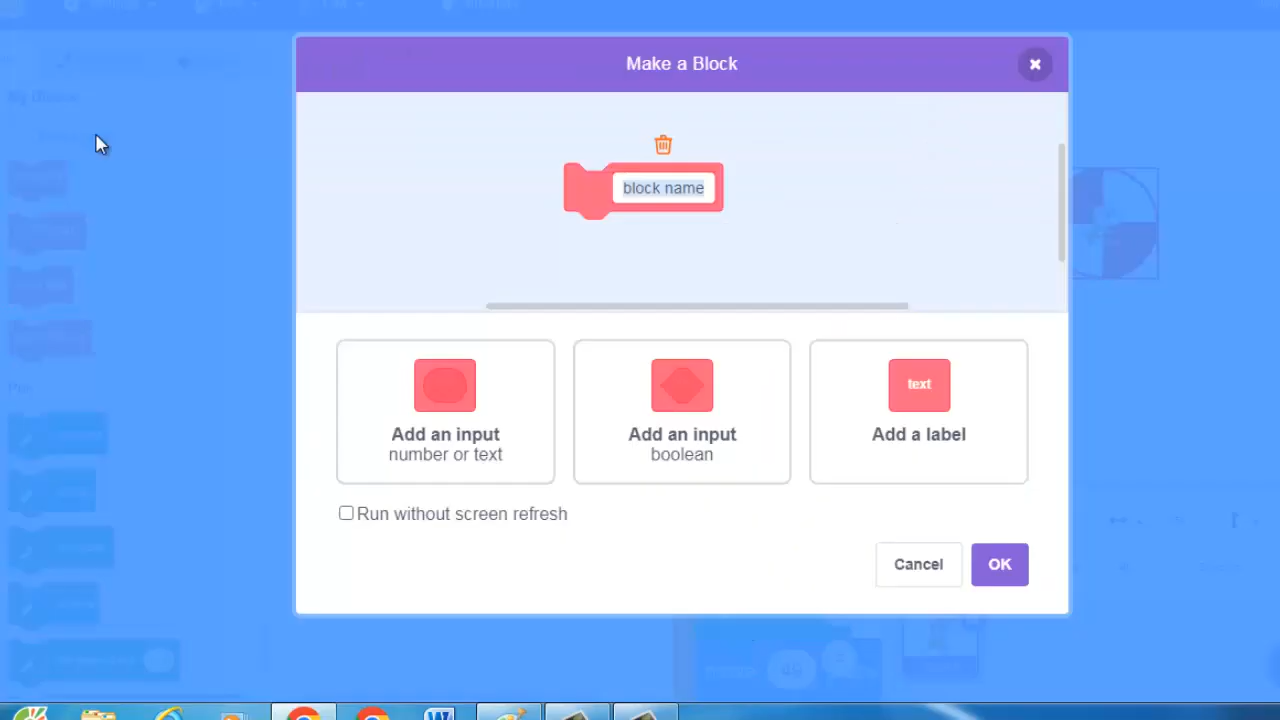 Make a Block
block name
text
Add an input
number or text
Add an input
boolean
Add a label
Run without screen refresh
Cancel
OK